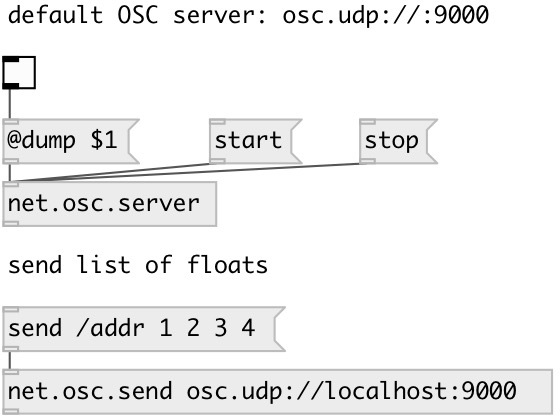 default OSC server: osc.udp://:9000
@dump $1
start
stop
net.osc.server
send list of floats
send /addr 1 2 3 4
net.osc.send osc.udp://localhost:9000